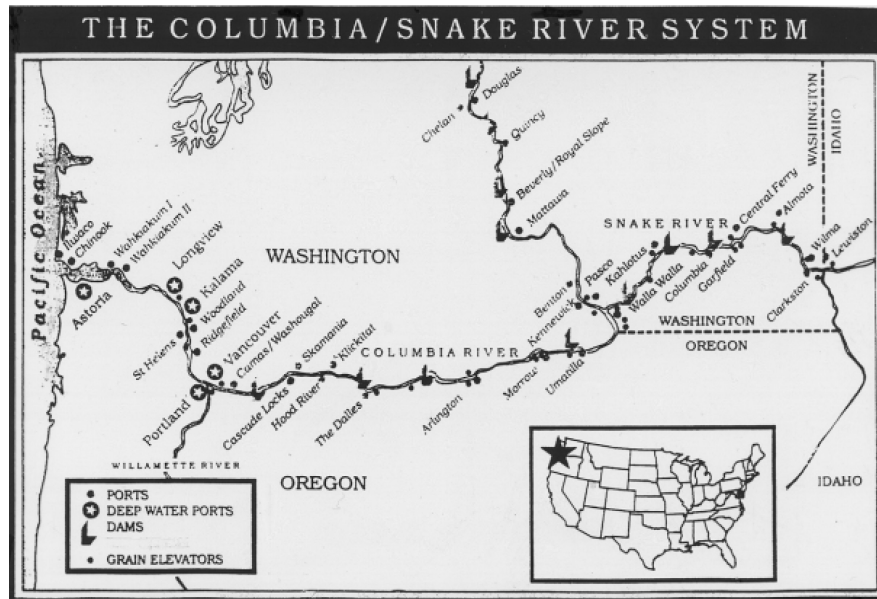 THE COLUMBIA/SNAKE RIVER SYSTEM
Pacific Ocean
Ilwaco
Chinook
Wahkiakum I
Wahkiakum II
Astoria
Longview
Kalama
Woodland
Ridgefield
St Helens
Vancouver
Camas/Washougal
Portland
WILLAMETTE RIVER
Cascade Locks
Skamania
Hood River
Klickitat
The Dalles
COLUMBIA RIVER
Arlington
Morrow
Umatilla
WASHINGTON
OREGON
Chelan
Douglas
Quincy
Beverly/Royal Slope
Mattawa
Benton
Pasco
Kennewick
Kahlotus
Walla Walla
SNAKE RIVER
Columbia
Garfield
Central Ferry
Almota
Wilma
Lewiston
Clarkston
WASHINGTON
IDAHO
WASHINGTON
OREGON
IDAHO
PORTS
DEEP WATER PORTS
DAMS
GRAIN ELEVATORS